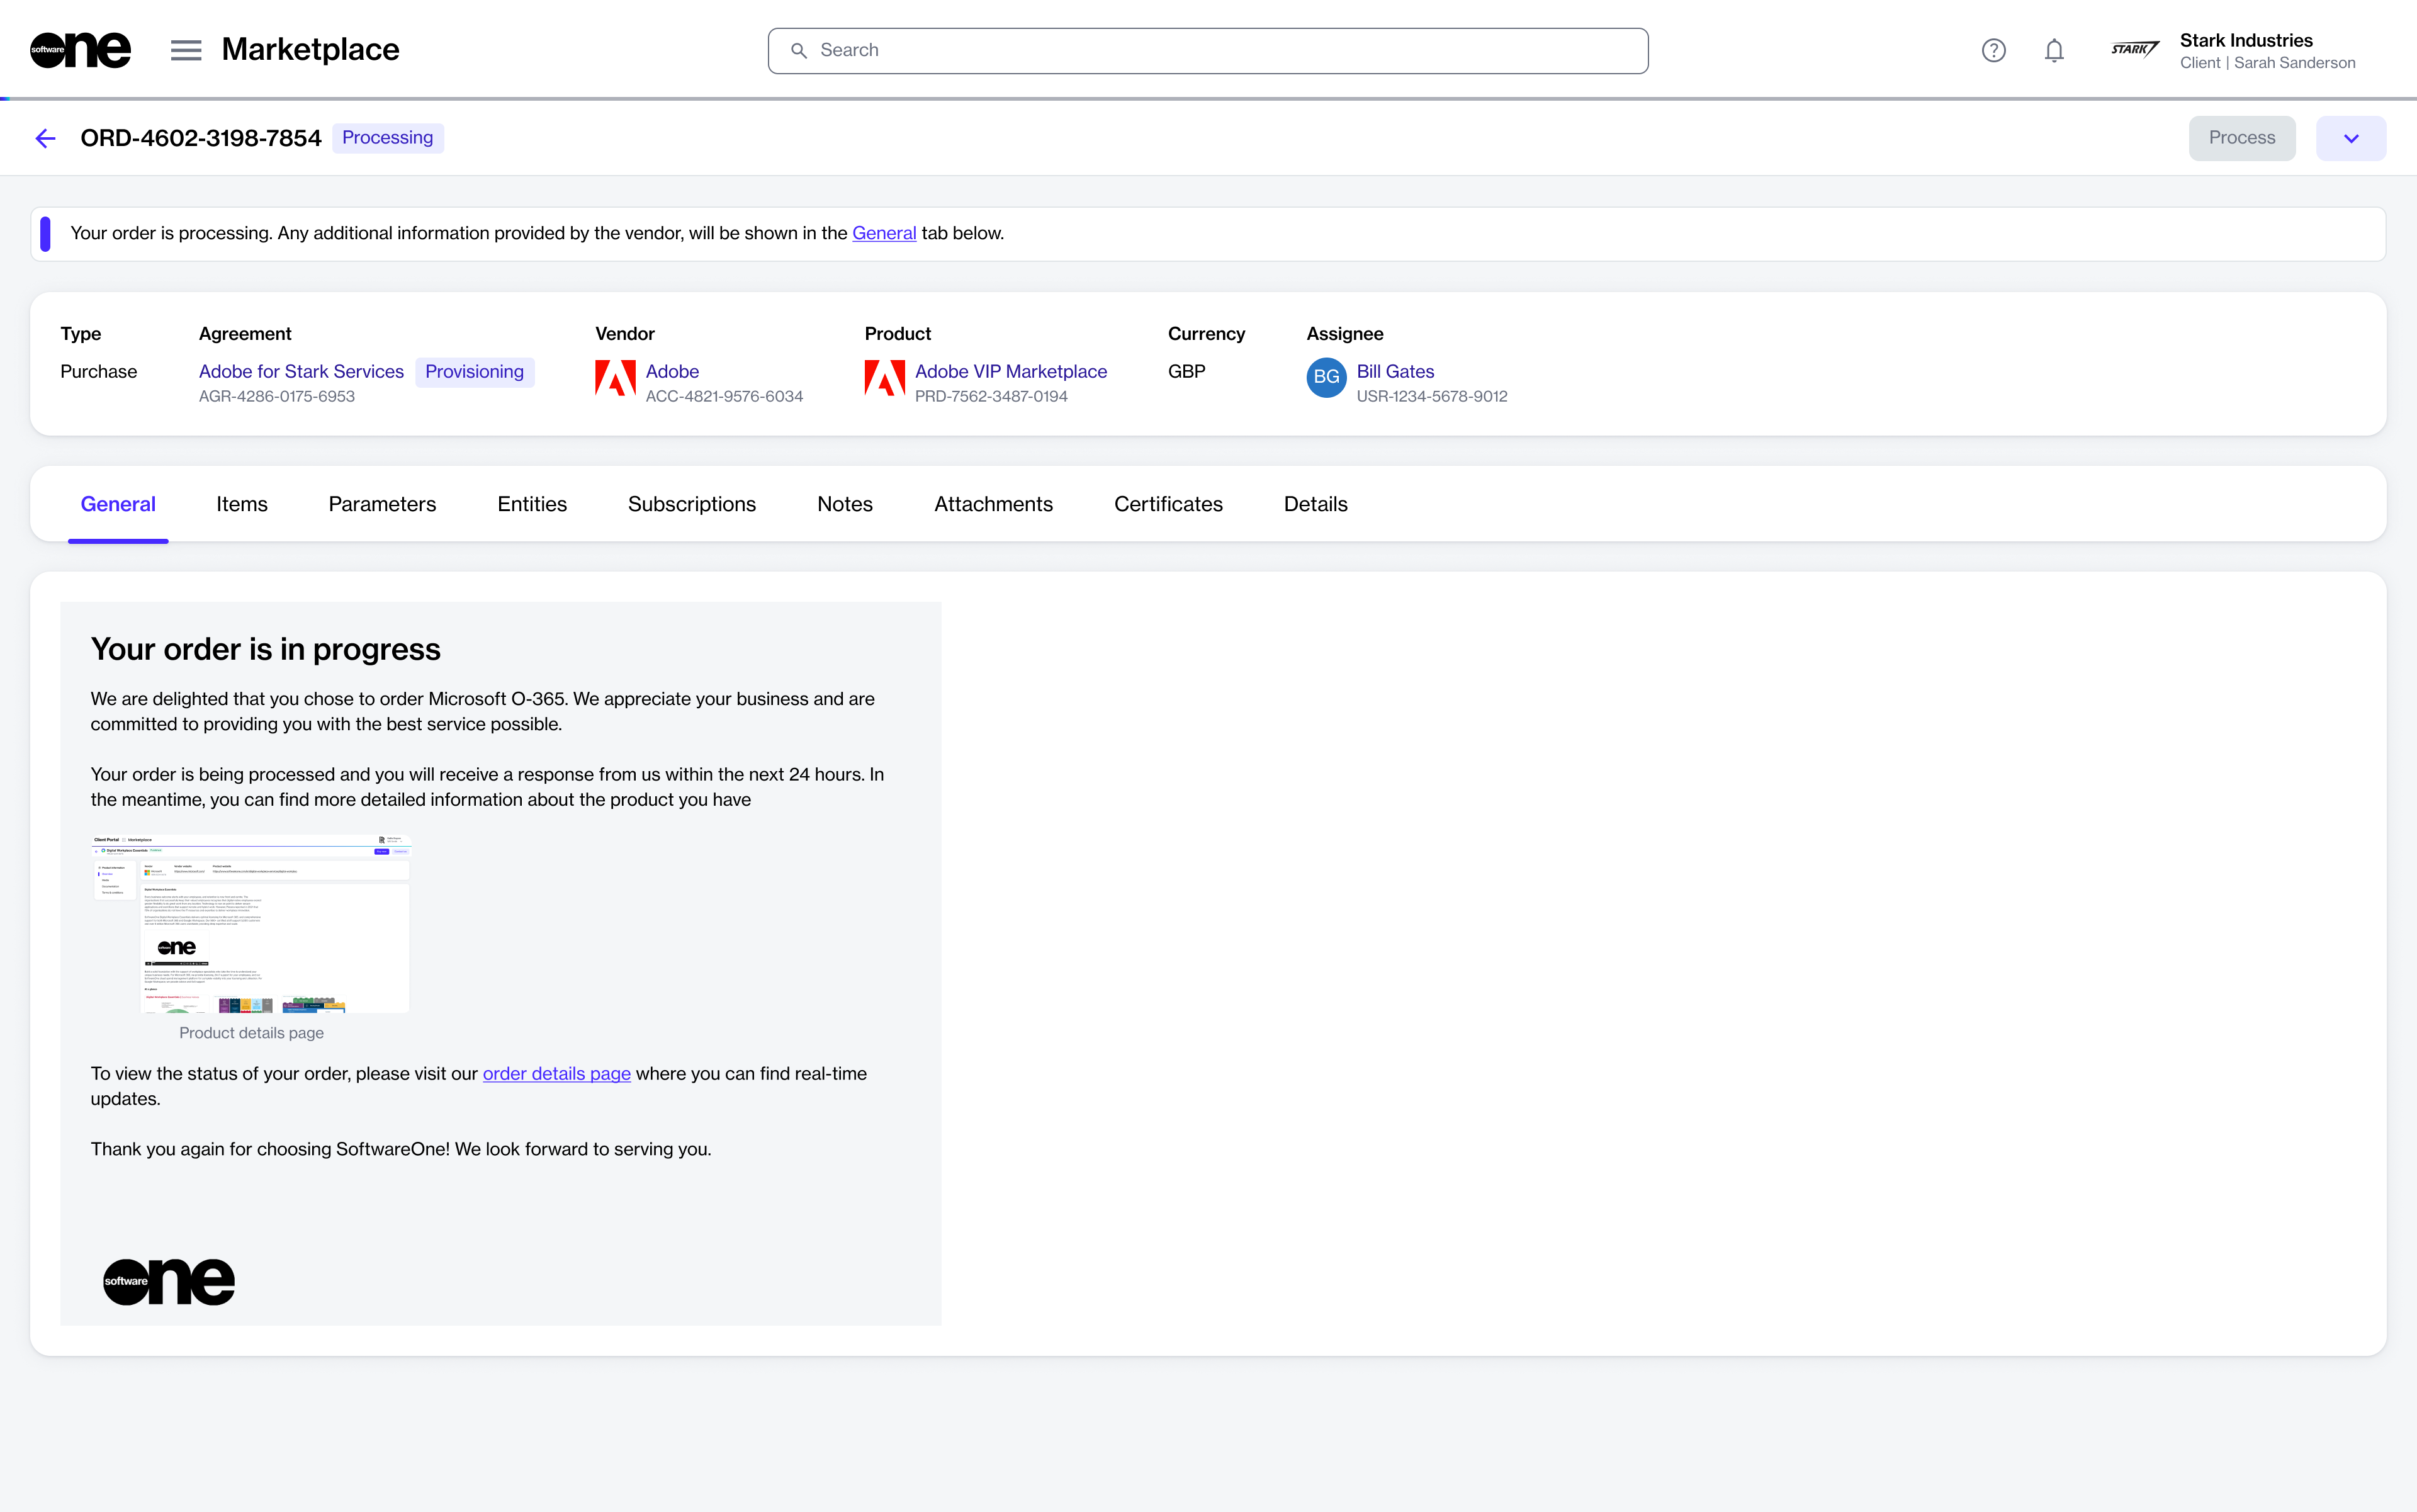 software one
Marketplace
Search
STARK
Stark Industries
Client | Sarah Sanderson
ORD-4602-3198-7854
Processing
Process
Your order is processing. Any additional information provided by the vendor, will be shown in the General tab below.
Type
Agreement
Vendor
Product
Currency
Assignee
Purchase
Adobe for Stark Services
Provisioning
AGR-4286-0175-6953
Adobe
ACC-4821-9576-6034
Adobe VIP Marketplace
PRD-7562-3487-0194
GBP
BG
Bill Gates
USR-1234-5678-9012
General
Items
Parameters
Entities
Subscriptions
Notes
Attachments
Certificates
Details
Your order is in progress
We are delighted that you chose to order Microsoft O-365. We appreciate your business and are
committed to providing you with the best service possible.
Your order is being processed and you will receive a response from us within the next 24 hours. In
the meantime, you can find more detailed information about the product you have
Client Portal
Marketplace
Digital Workplace Essentials
software one
Product details page
To view the status of your order, please visit our order details page where you can find real-time
updates.
Thank you again for choosing SoftwareOne! We look forward to serving you.
software one